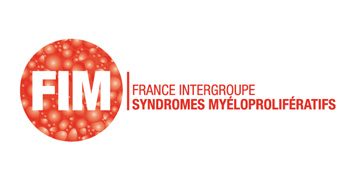 FIM
FRANCE INTERGROUPE
SYNDROMES MYÉLOPROLIFÉRATIFS